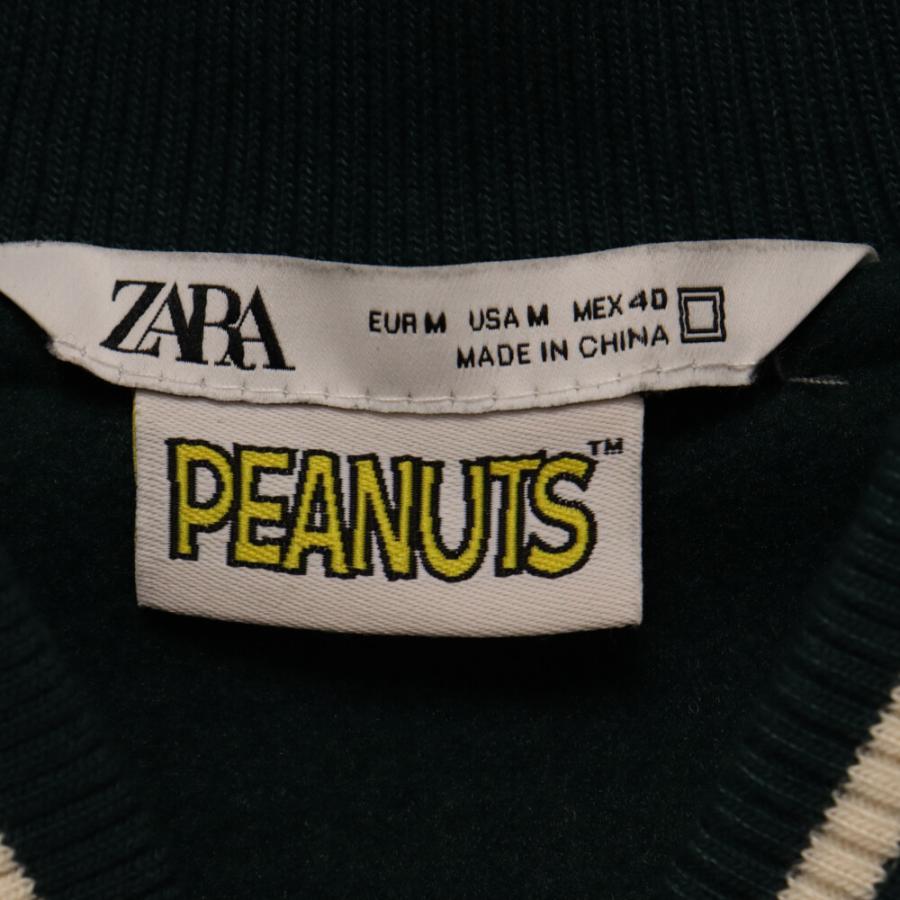 ZARA
EUR M USA M MEX 40
MADE IN CHINA
PEANUTS™